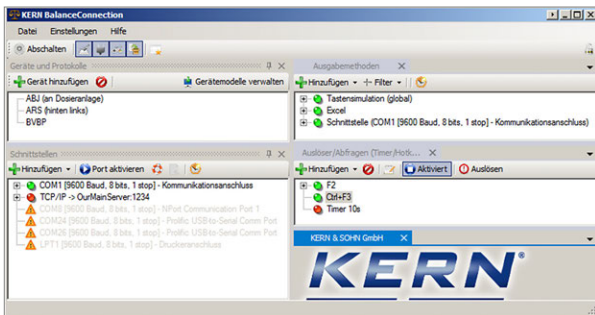 KERN BalanceConnection
Datei Einstellungen Hilfe
Abschalten
Geräte und Protokolle
Gerät hinzufügen Gerätemodelle verwalten
ABJ (an Dosieranlage)
ARS (hinten links)
BVBP
Ausgabemethoden
Hinzufügen Filter
Tastensimulation (global)
Excel
Schnittstelle (COM1 [9600 Baud, 8 bits, 1 stop] - Kommunikationsanschluss)
Schnittstellen
Hinzufügen Port aktivieren
COM1 [9600 Baud, 8 bits, 1 stop] - Kommunikationsanschluss
TCP/IP -> OurMainServer:1234
COM8 [9600 Baud, 8 bits, 1 stop] - NPort Communication Port 1
COM24 [9600 Baud, 8 bits, 1 stop] - Prolific USB-to-Serial Comm Port
COM26 [9600 Baud, 8 bits, 1 stop] - Prolific USB-to-Serial Comm Port
LPT1 [9600 Baud, 8 bits, 1 stop] - Druckeranschluss
Auslöser/Abfragen (Timer/Hotk...
Hinzufügen Aktiviert Auslösen
F2
Ctrl+F3
Timer 10s
KERN & SOHN GmbH
KERN